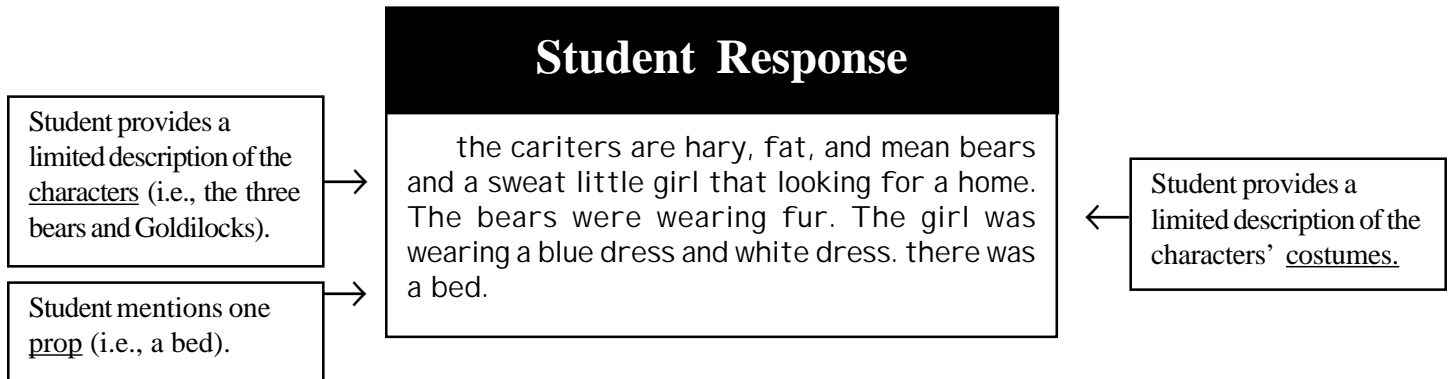 Student Response
Student provides a
limited description of the
characters (i.e., the three
bears and Goldilocks).
Student mentions one
prop (i.e., a bed).
the cariters are hary, fat, and mean bears
and a sweat little girl that looking for a home.
The bears were wearing fur. The girl was
wearing a blue dress and white dress. there was
a bed.
Student provides a
limited description of the
characters’ costumes.